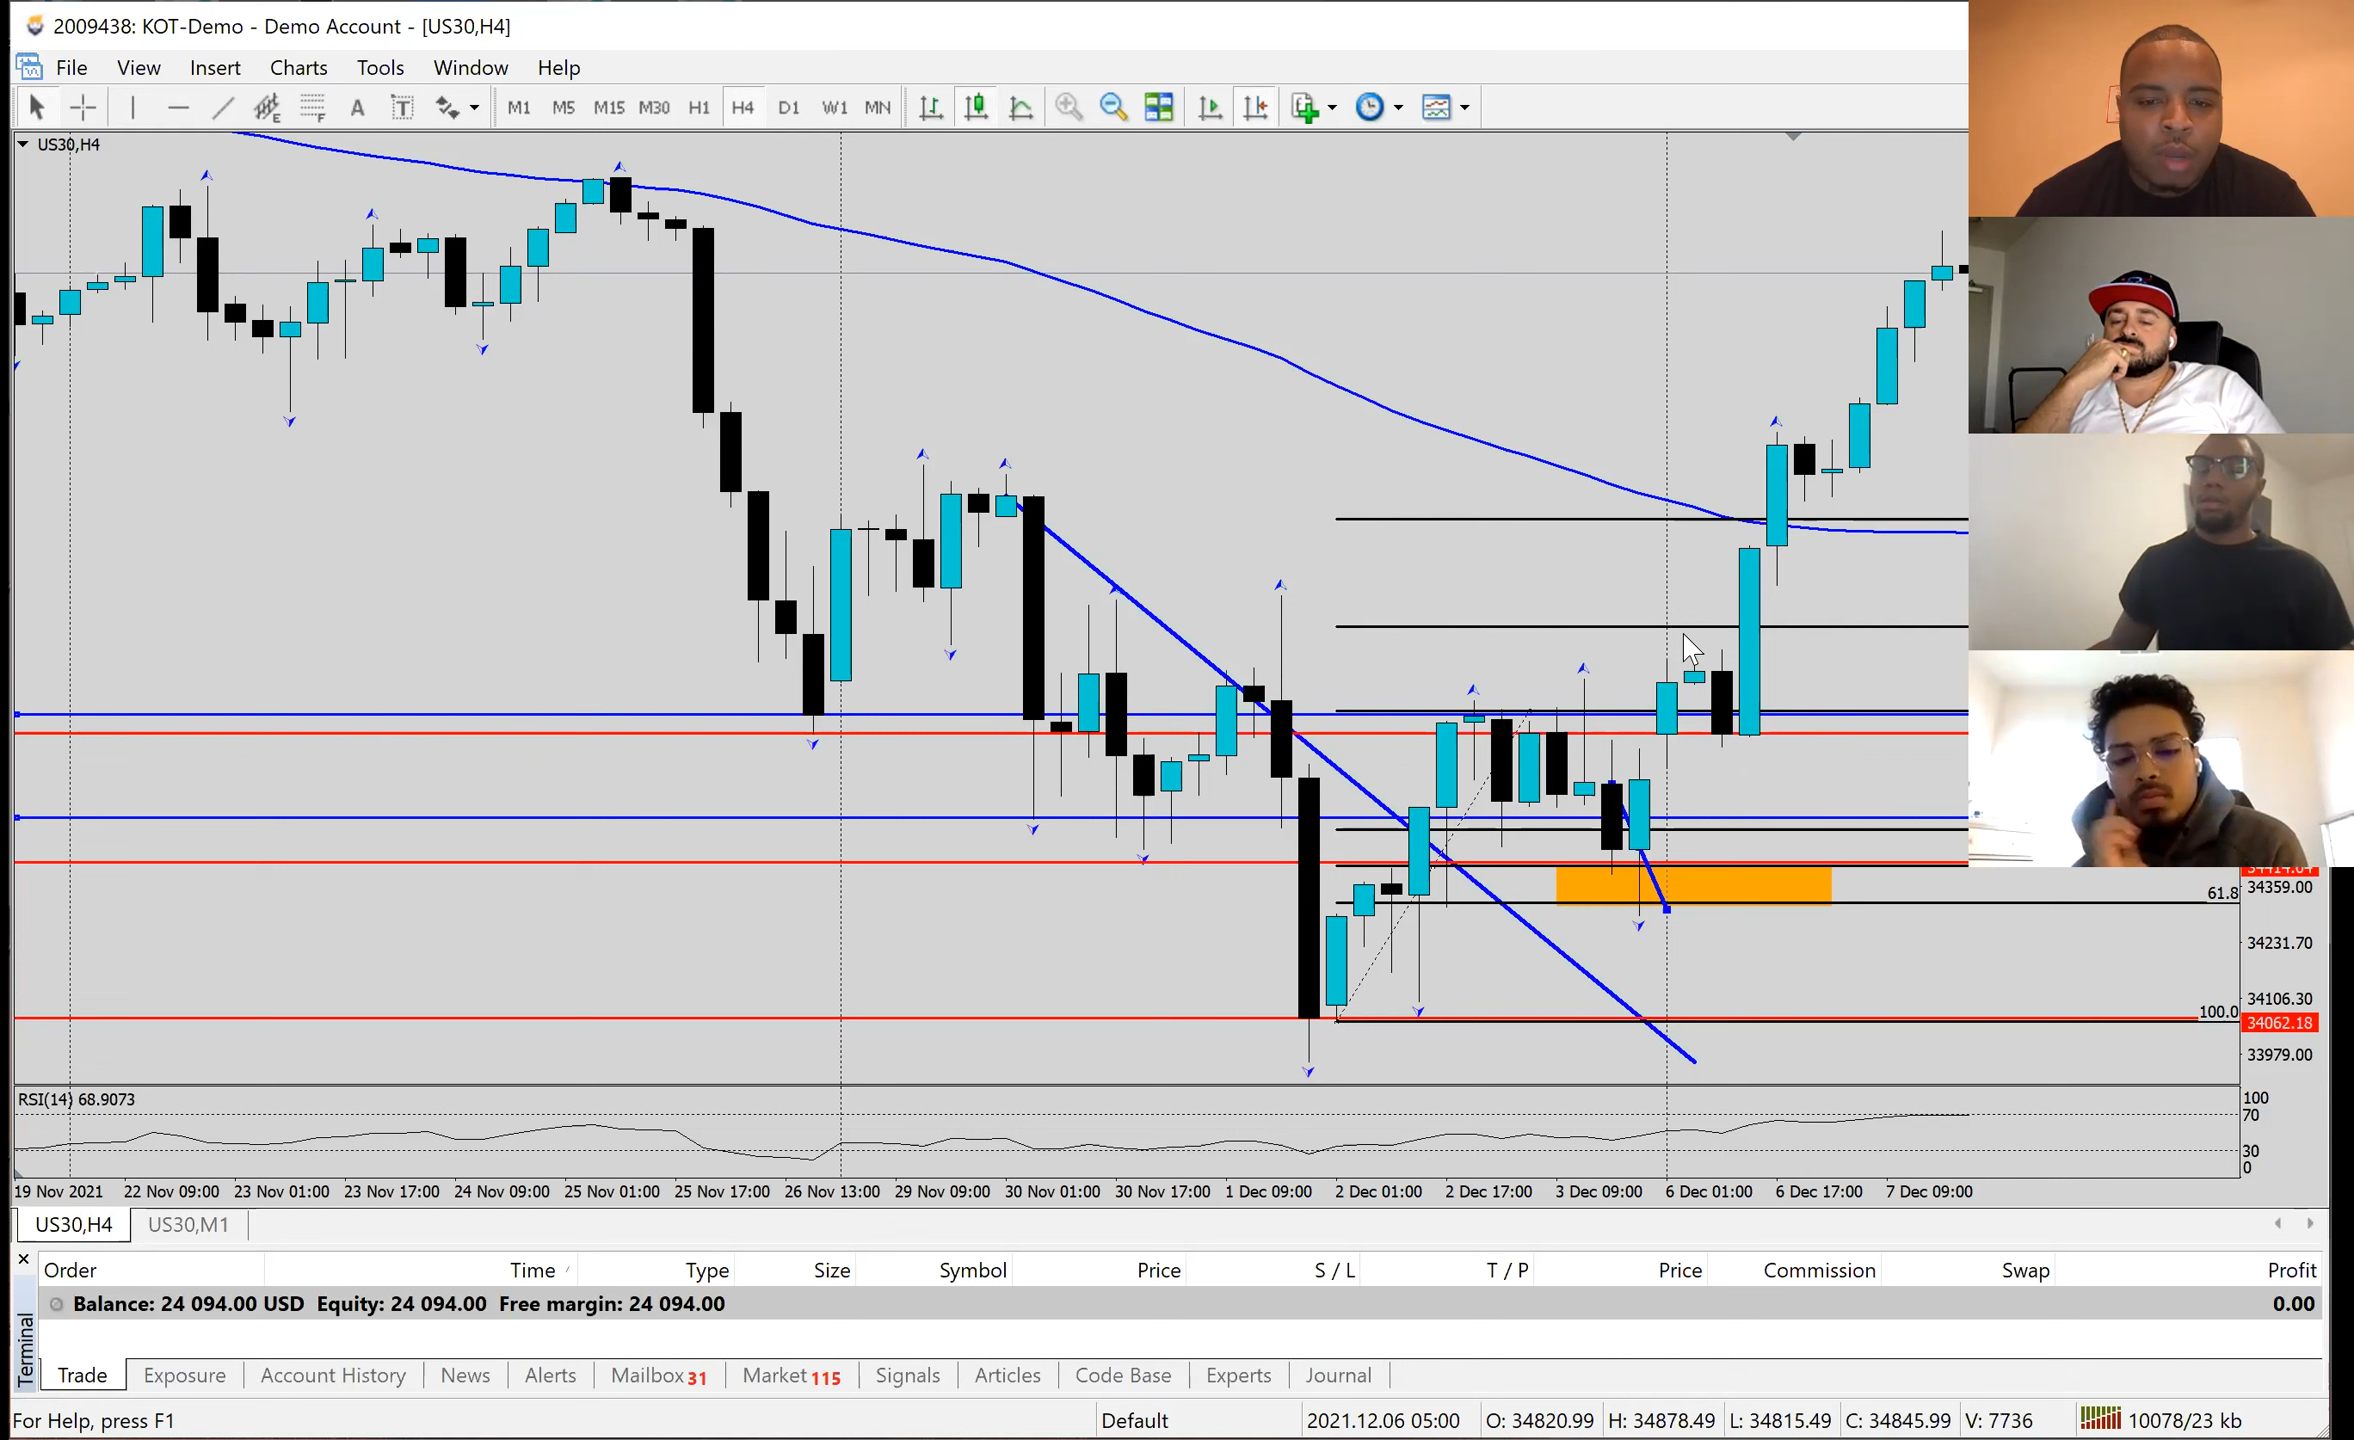 2009438: KOT-Demo - Demo Account - [US30,H4]
File View Insert Charts Tools Window Help
A T M1 M5 M15 M30 H1 H4 D1 W1 MN
US30,H4
34359.00
61.8
34231.70
34106.30
100.0
34062.18
33979.00
RSI(14) 68.9073
100
70
30
0
19 Nov 2021 22 Nov 09:00 23 Nov 01:00 23 Nov 17:00 24 Nov 09:00 25 Nov 01:00 25 Nov 17:00 26 Nov 13:00 29 Nov 09:00 30 Nov 01:00 30 Nov 17:00 1 Dec 09:00 2 Dec 01:00 2 Dec 17:00 3 Dec 09:00 6 Dec 01:00 6 Dec 17:00 7 Dec 09:00
US30,H4 US30,M1
Order Time Type Size Symbol Price S / L T / P Price Commission Swap Profit
Balance: 24 094.00 USD Equity: 24 094.00 Free margin: 24 094.00 0.00
Terminal
Trade Exposure Account History News Alerts Mailbox 31 Market 115 Signals Articles Code Base Experts Journal
For Help, press F1 Default 2021.12.06 05:00 O: 34820.99 H: 34878.49 L: 34815.49 C: 34845.99 V: 7736 10078/23 kb